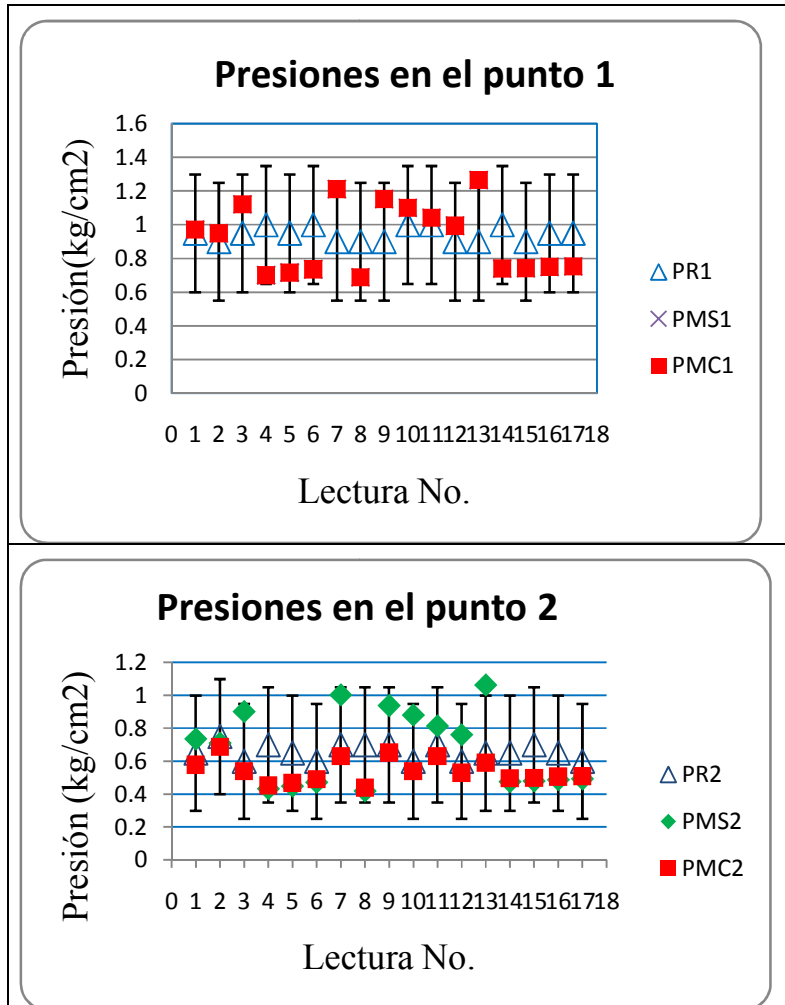 Presiones en el punto 1
Presión(kg/cm2)
1.6
1.4
1.2
1
0.8
0.6
0.4
0.2
0
0 1 2 3 4 5 6 7 8 9 10 11 12 13 14 15 16 17 18
Lectura No.
PR1
PMS1
PMC1
Presiones en el punto 2
Presión (kg/cm2)
1.2
1
0.8
0.6
0.4
0.2
0
0 1 2 3 4 5 6 7 8 9 10 11 12 13 14 15 16 17 18
Lectura No.
PR2
PMS2
PMC2